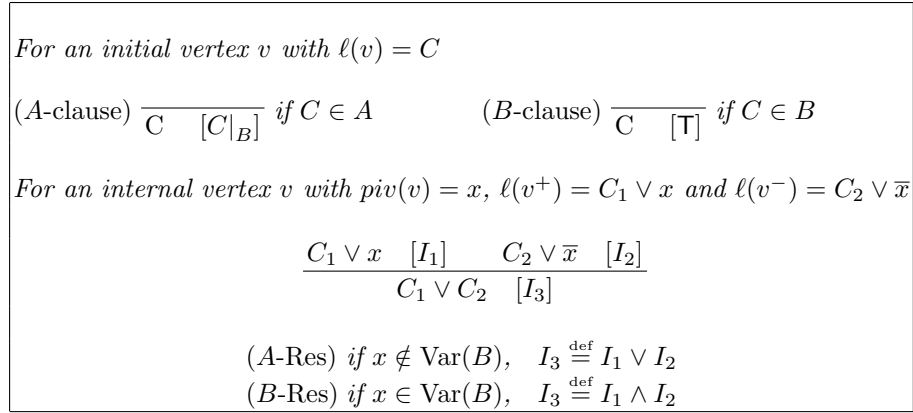 For an initial vertex v with ℓ(v) = C
(A-clause) ─── C [C|_B] if C ∈ A (B-clause) ─── C [T] if C ∈ B
For an internal vertex v with piv(v) = x, ℓ(v⁺) = C₁ ∨ x and ℓ(v⁻) = C₂ ∨ x̅
C₁ ∨ x [I₁] C₂ ∨ x̅ [I₂]
C₁ ∨ C₂ [I₃]
(A-Res) if x ∉ Var(B), I₃ ≝ I₁ ∨ I₂
(B-Res) if x ∈ Var(B), I₃ ≝ I₁ ∧ I₂